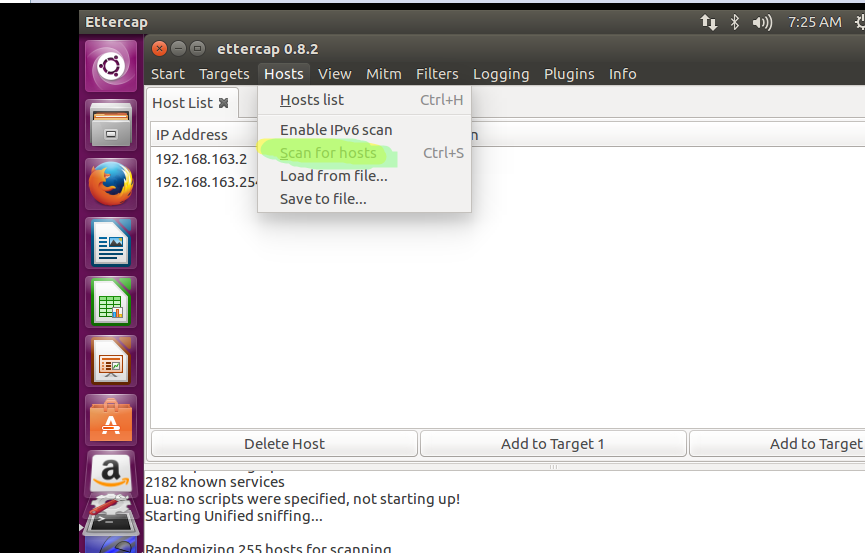 Ettercap
7:25 AM
ettercap 0.8.2
Start Targets Hosts View Mitm Filters Logging Plugins Info
Host List
Hosts list Ctrl+H
IP Address
Enable IPv6 scan
192.168.163.2
Scan for hosts Ctrl+S
192.168.163.254
Load from file...
Save to file...
Delete Host Add to Target 1 Add to Target
2182 known services
Lua: no scripts were specified, not starting up!
Starting Unified sniffing...
Randomizing 255 hosts for scanning